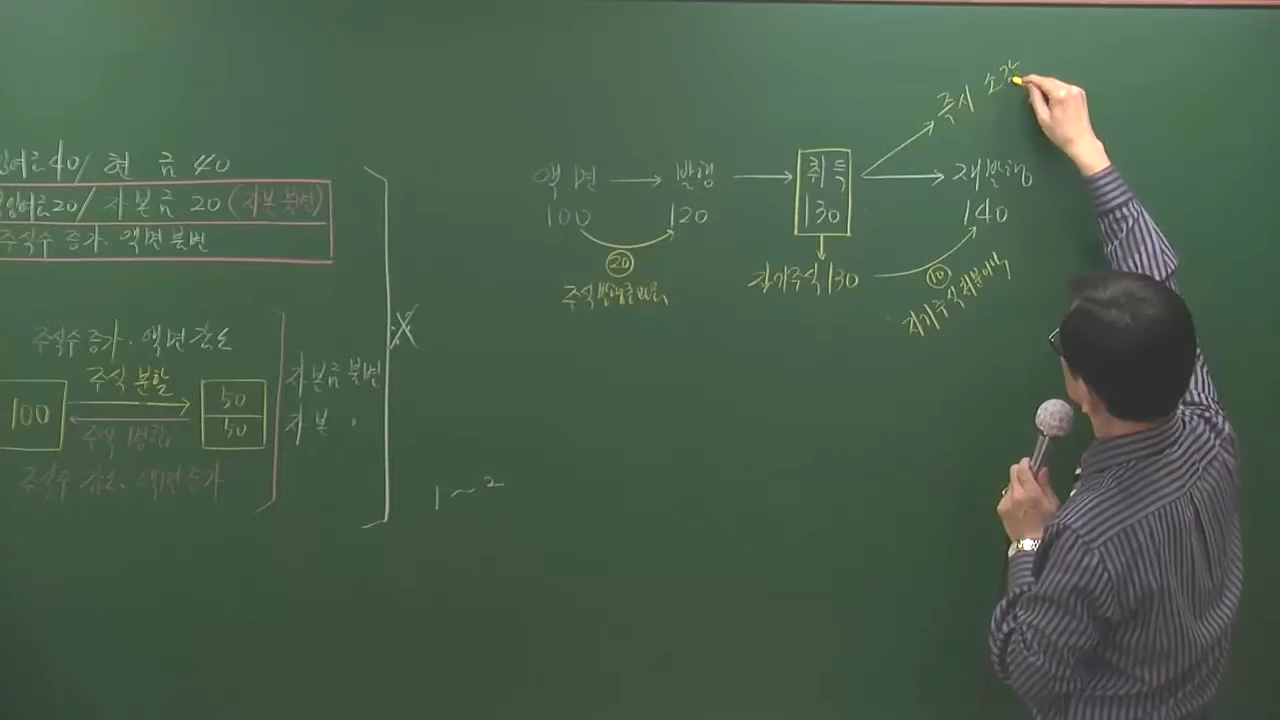 잉여금40/ 현 금 40
잉여금20/ 자본금 20 (자본불변)
주식수 증가· 액면불변
주식수 증가· 액면감소
100
주식 분할
주식 병합
50
50
주식수 감소· 액면증가
자본금 불변
자본 〃
X
1~2
액면
100
발행
120
20
주식발행초과금
취득
130
자기주식130
즉시 소각
재발행
140
10
자기주식처분이익